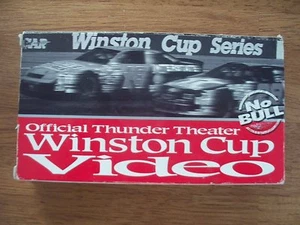 CAR Winston Cup Series
No
BULL
Official Thunder Theater
Winston Cup
Video